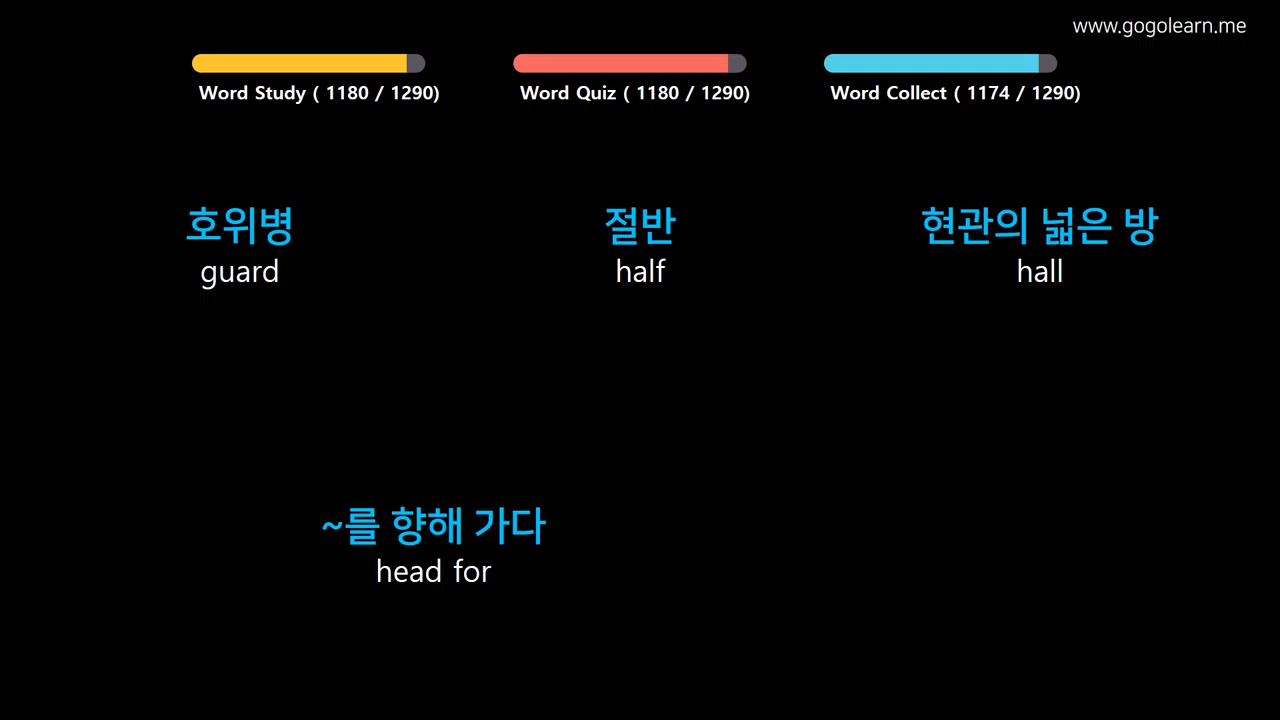 www.gogolearn.me
Word Study ( 1180 / 1290)
Word Quiz ( 1180 / 1290)
Word Collect ( 1174 / 1290)
호위병
guard
절반
half
현관의 넓은 방
hall
~를 향해 가다
head for